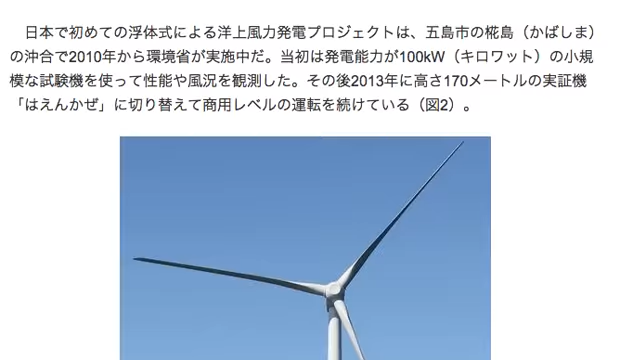 日本で初めての浮体式による洋上風力発電プロジェクトは、五島市の椛島（かばしま）
の沖合で2010年から環境省が実施中だ。当初は発電能力が100kW（キロワット）の小規
模な試験機を使って性能や風況を観測した。その後2013年に高さ170メートルの実証機
「はえんかぜ」に切り替えて商用レベルの運転を続けている（図2）。